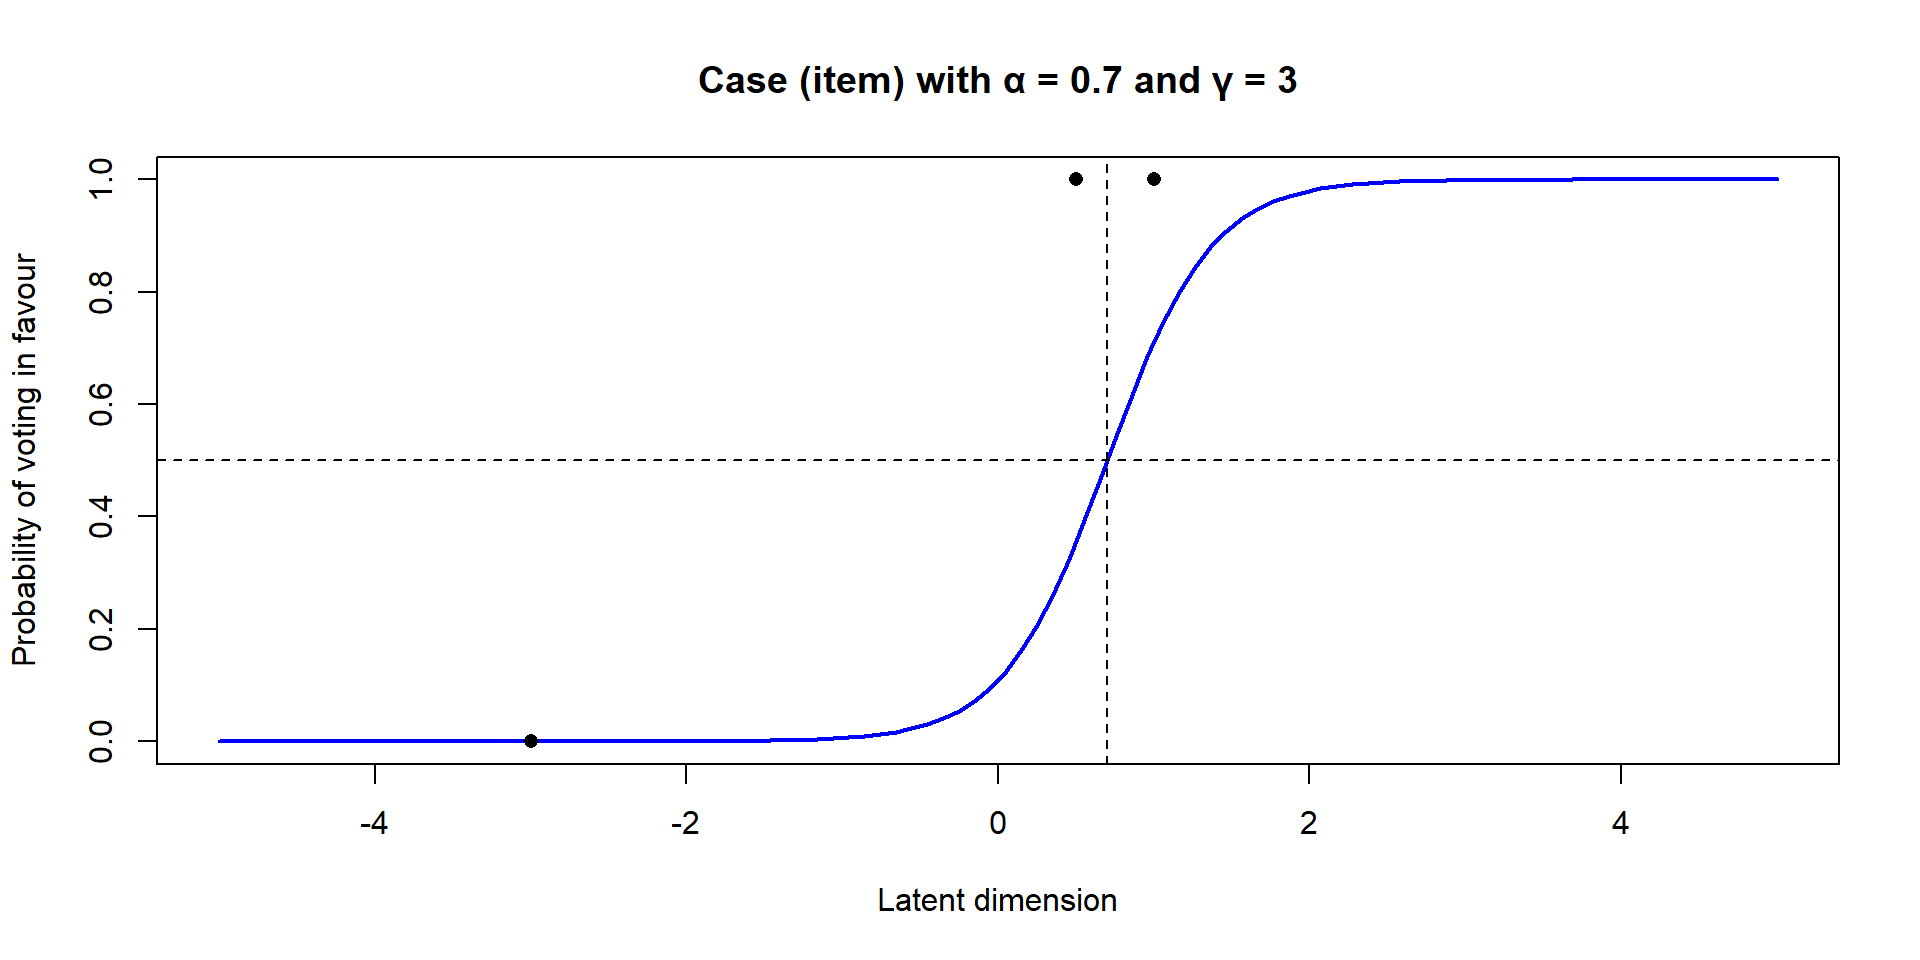 Case (item) with α = 0.7 and γ = 3
Probability of voting in favour
1.0
0.8
0.6
0.4
0.2
0.0
-4 -2 0 2 4
Latent dimension